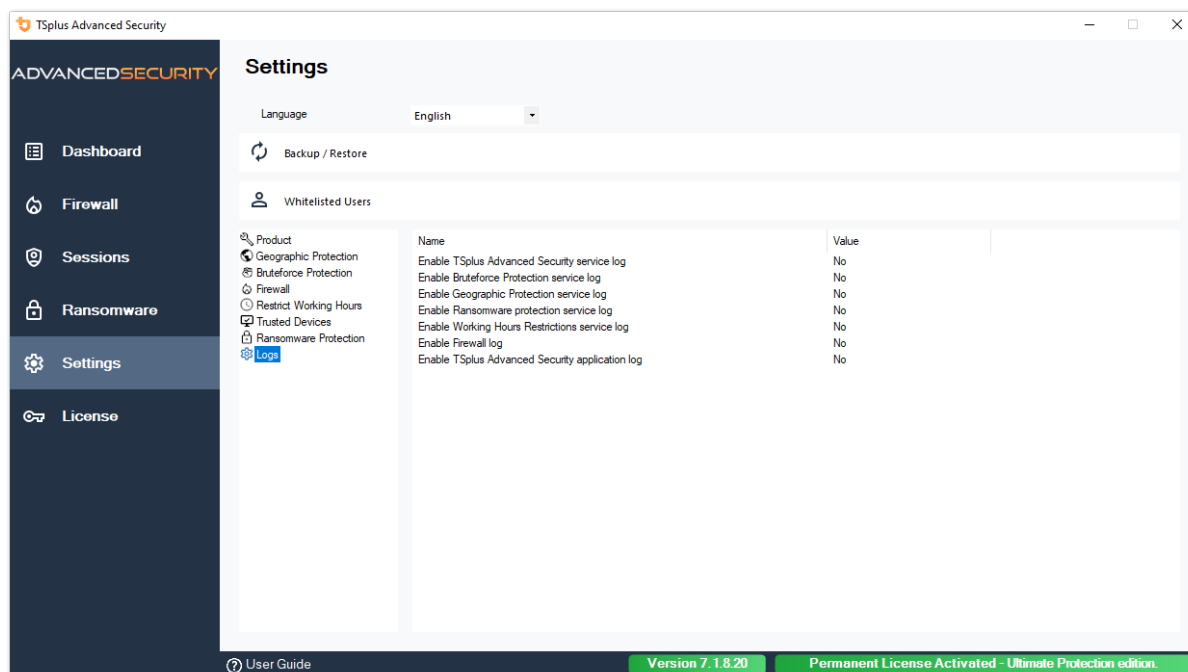 TSplus Advanced Security
ADVANCEDSECURITY
Dashboard
Firewall
Sessions
Ransomware
Settings
License
Settings
Language English
Backup / Restore
Whitelisted Users
Product
Geographic Protection
Bruteforce Protection
Firewall
Restrict Working Hours
Trusted Devices
Ransomware Protection
Logs
Name Value
Enable TSplus Advanced Security service log No
Enable Bruteforce Protection service log No
Enable Geographic Protection service log No
Enable Ransomware protection service log No
Enable Working Hours Restrictions service log No
Enable Firewall log No
Enable TSplus Advanced Security application log No
User Guide
Version 7.1.8.20
Permanent License Activated - Ultimate Protection edition.